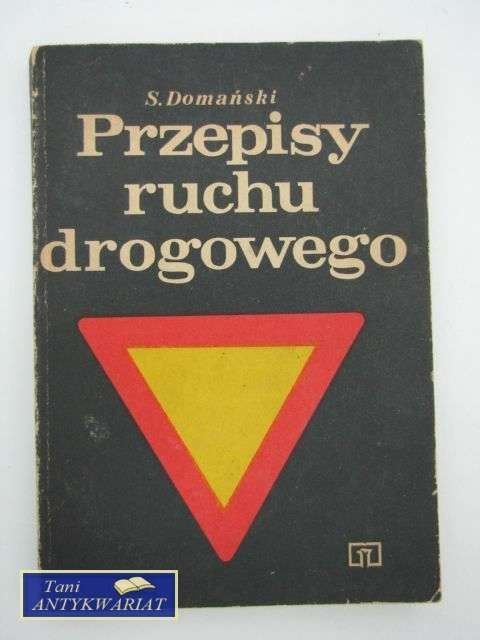 S. Domański
Przepisy
ruchu
drogowego
Tani
ANTYKWARIAT